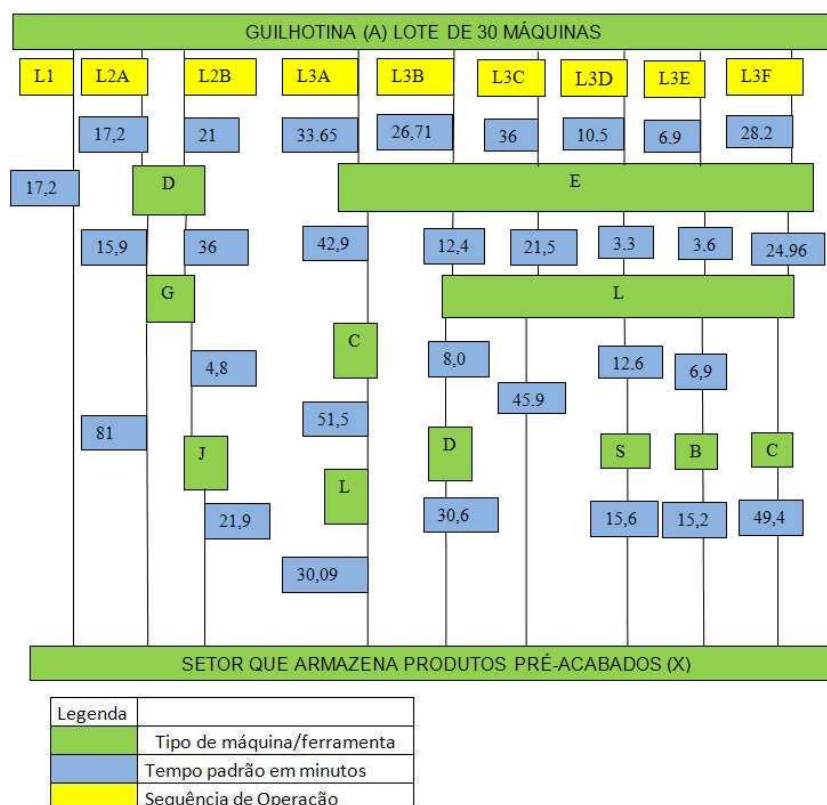 GUILHOTINA (A) LOTE DE 30 MÁQUINAS
L1 L2A L2B L3A L3B L3C L3D L3E L3F
17,2 21 33.65 26,71 36 10.5 6.9 28.2
17,2 D E
15,9 36 42,9 12,4 21,5 3.3 3.6 24.96
G L
C
4,8 8,0 12.6 6,9
45.9
81 51,5
J D S B C
L
21,9 30,6 15,6 15,2 49,4
30,09
SETOR QUE ARMAZENA PRODUTOS PRÉ-ACABADOS (X)
Legenda
Tipo de máquina/ferramenta
Tempo padrão em minutos
Sequência de Operação